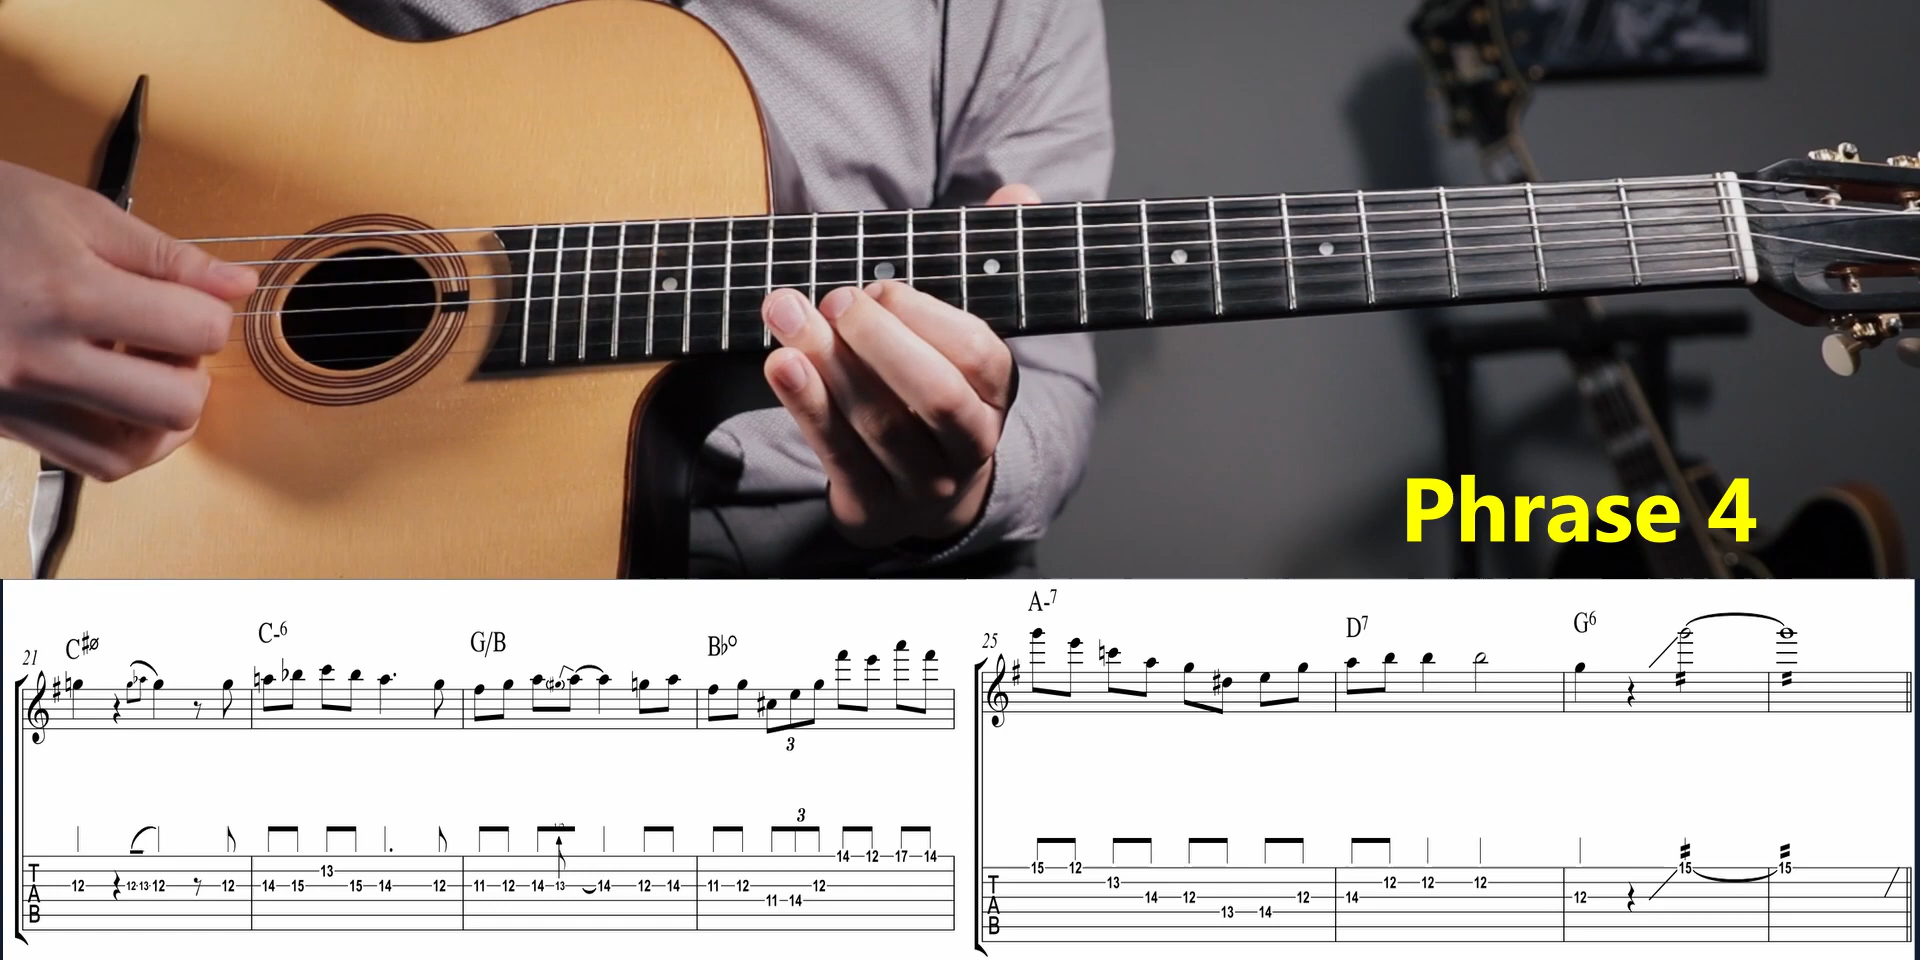 Phrase 4
21 C#ø C-6 G/B Bb° 25 A-7 D7 G6
3
3
T 12 12 13 12 12 14 15 13 15 14 12 11 12 14 13 14 12 14 11 12 11 14 12 14 12 17 14
A
B
T 15 12 13 14 12 13 14 12 14 12 12 12 12 15 15
A
B